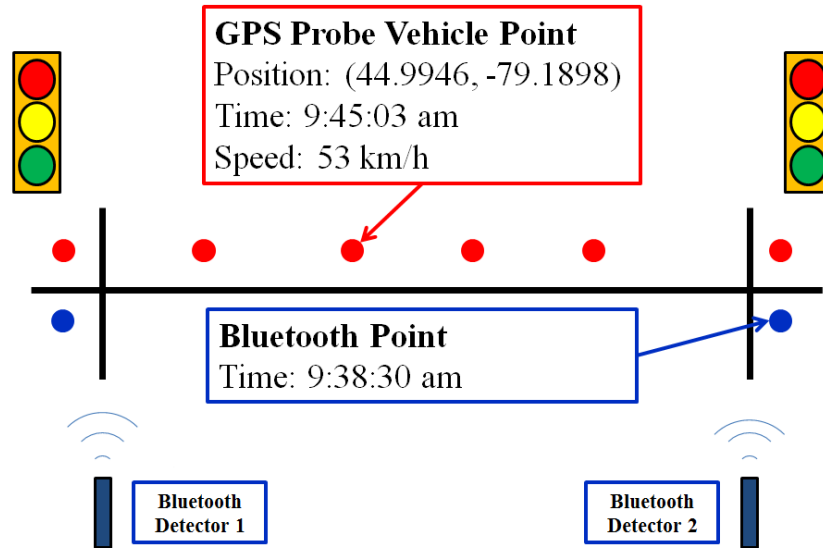 GPS Probe Vehicle Point
Position: (44.9946, -79.1898)
Time: 9:45:03 am
Speed: 53 km/h
Bluetooth Point
Time: 9:38:30 am
Bluetooth
Detector 1
Bluetooth
Detector 2